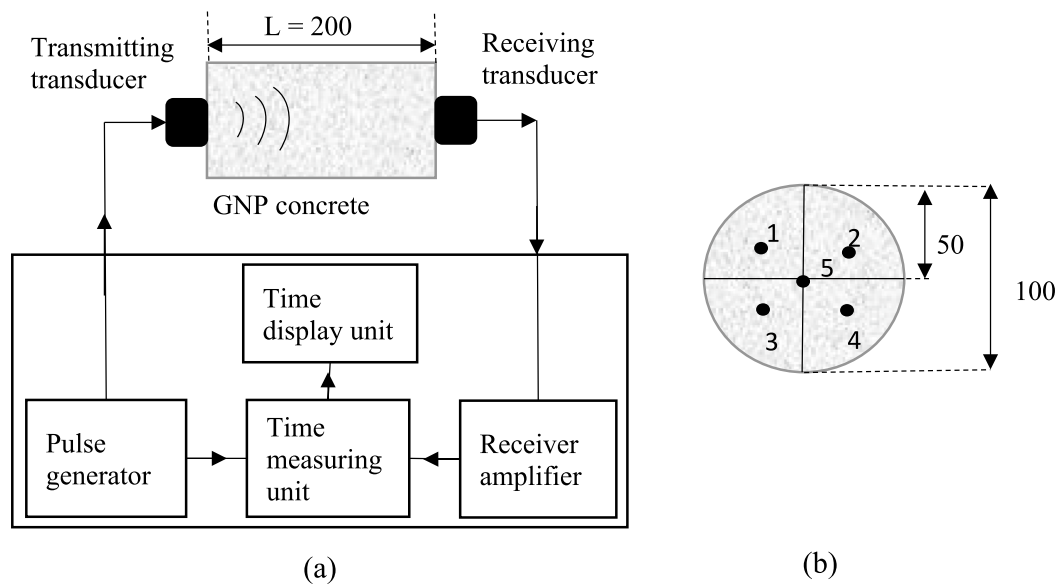 L = 200
Transmitting
transducer
Receiving
transducer
GNP concrete
Time
display unit
Pulse
generator
Time
measuring
unit
Receiver
amplifier
(a)
1
2
5
3
4
50
100
(b)